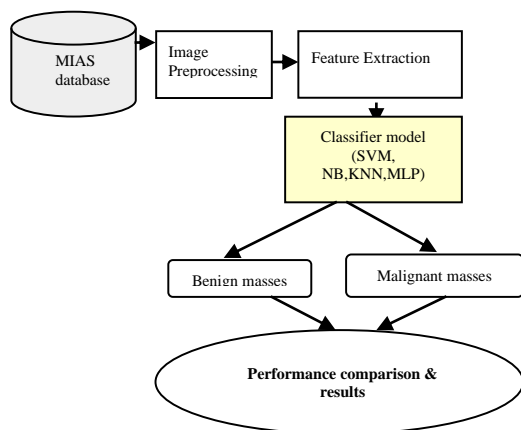 MIAS
database
Image
Preprocessing
Feature Extraction
Classifier model
(SVM,
NB,KNN,MLP)
Benign masses
Malignant masses
Performance comparison &
results